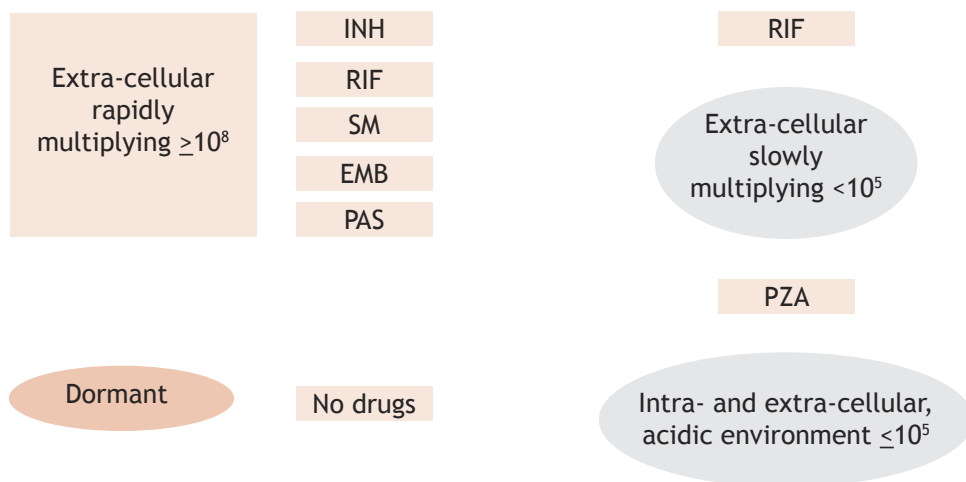 Extra-cellular
rapidly
multiplying ≥10⁸
INH
RIF
SM
EMB
PAS
RIF
Extra-cellular
slowly
multiplying <10⁵
PZA
Dormant
No drugs
Intra- and extra-cellular,
acidic environment ≤10⁵